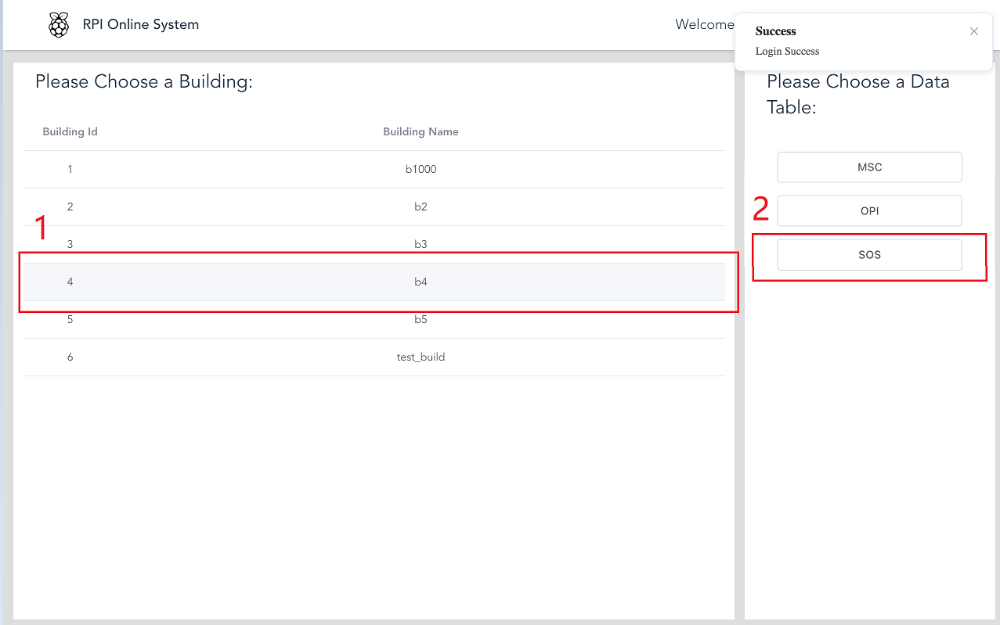 RPI Online System
Welcome
Success
Login Success
Please Choose a Building:
Building Id Building Name
1 b1000
2 b2
1
3 b3
4 b4
5 b5
6 test_build
Please Choose a Data
Table:
MSC
2
OPI
SOS